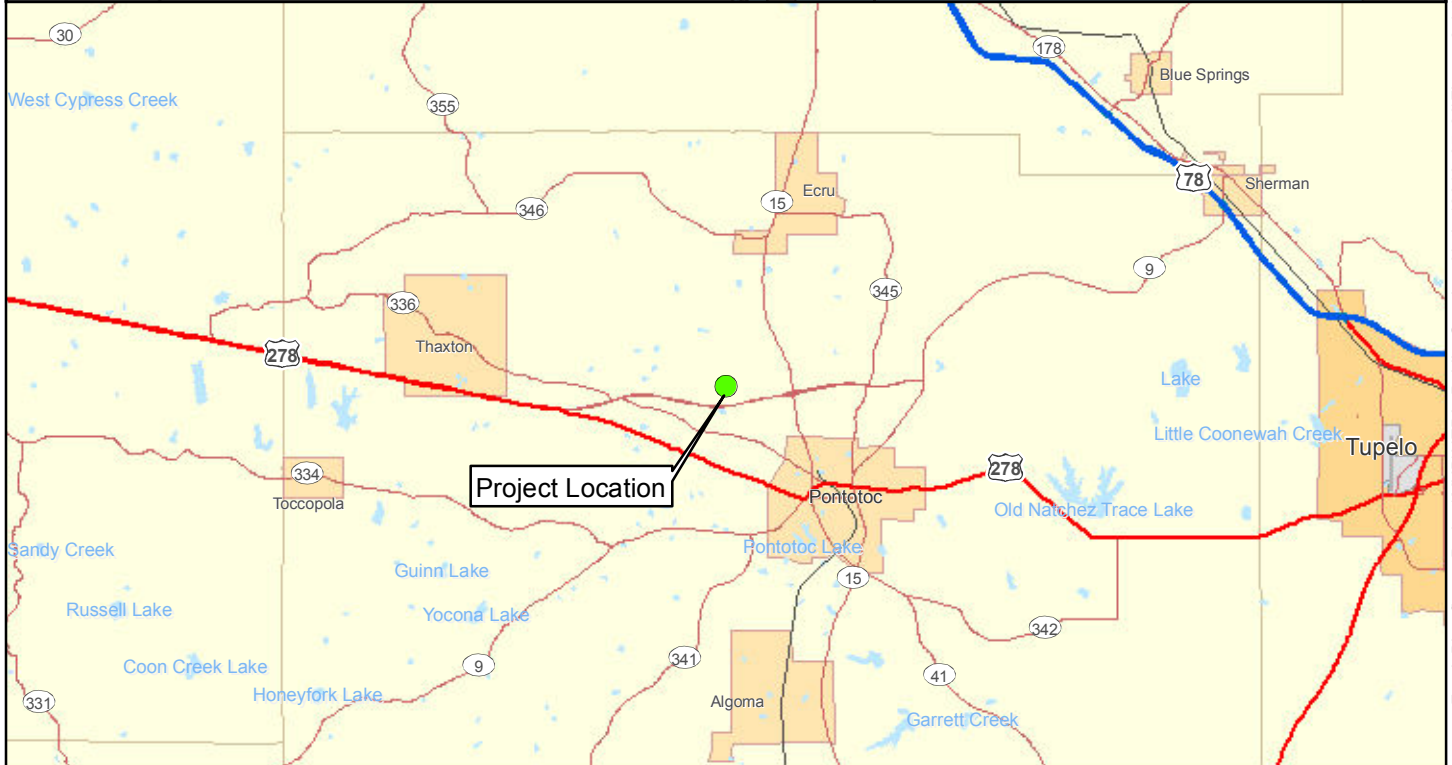 30
178
Blue Springs
West Cypress Creek
355
78
Sherman
Ecru
15
346
9
345
336
Thaxton
278
Lake
Little Coonewah Creek
Tupelo
334
Toccopola
Project Location
Pontotoc
278
Old Natchez Trace Lake
Sandy Creek
Pontotoc Lake
Guinn Lake
15
Russell Lake
Yocona Lake
342
Coon Creek Lake
9
341
41
Honeyfork Lake
331
Algoma
Garrett Creek